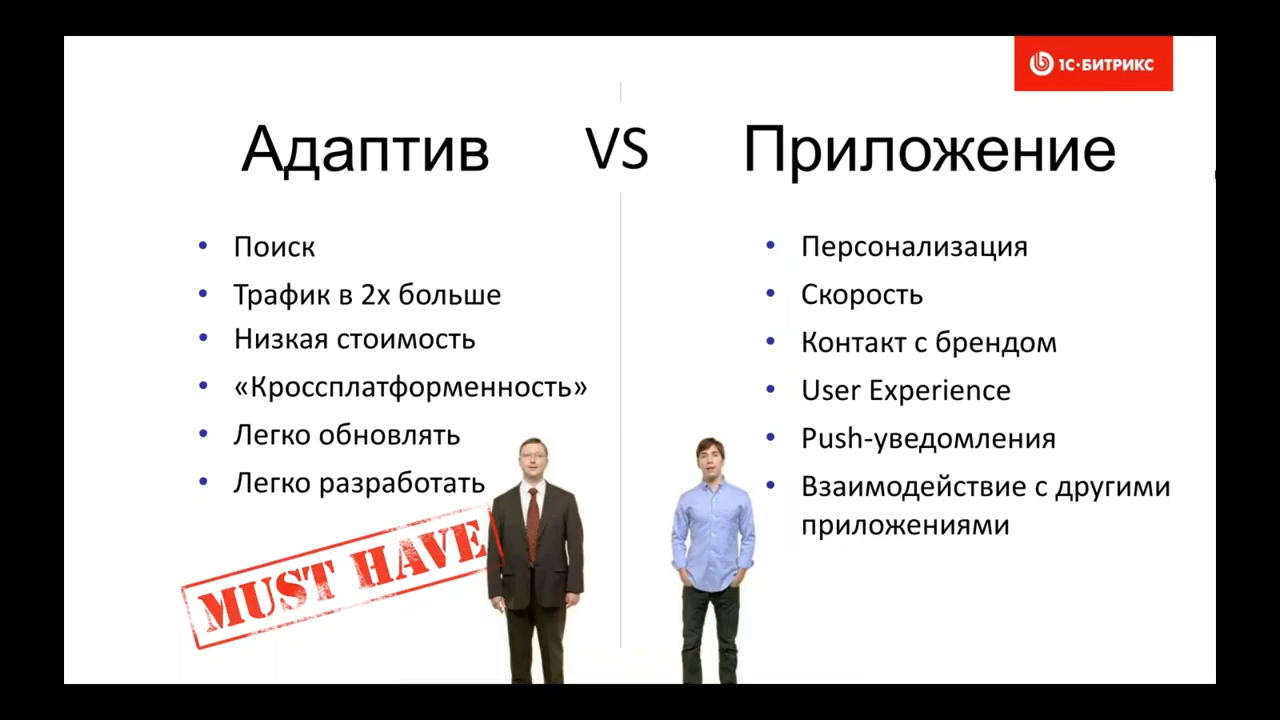 1С·БИТРИКС
Адаптив
VS
Приложение
• Поиск
• Трафик в 2х больше
• Низкая стоимость
• «Кроссплатформенность»
• Легко обновлять
• Легко разработать
MUST HAVE
• Персонализация
• Скорость
• Контакт с брендом
• User Experience
• Push-уведомления
• Взаимодействие с другими
приложениями